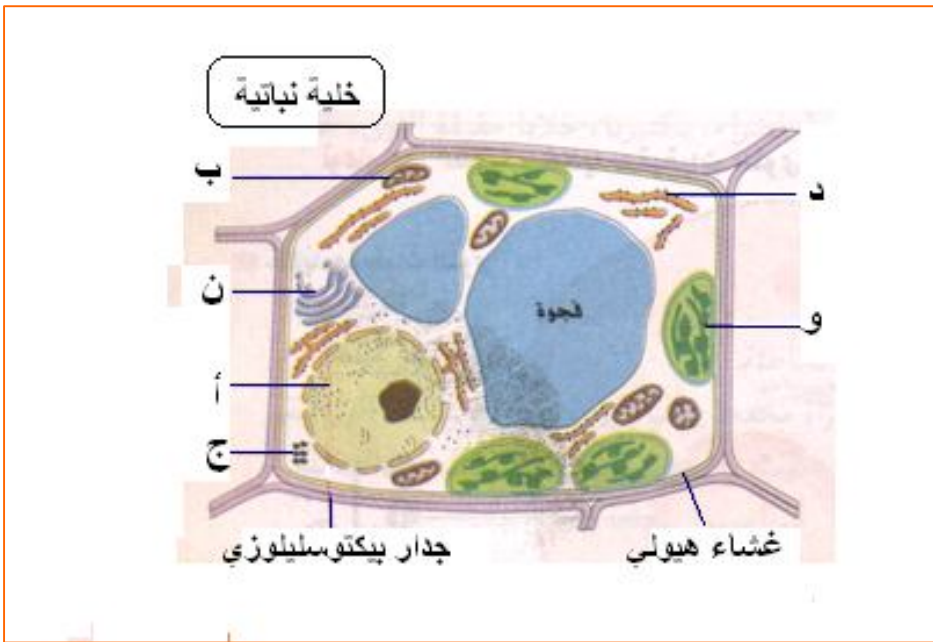 خلية نباتية
ب
د
ن
فجوة
و
أ
ج
جدار بيكتوسليلوزي
غشاء هيولي